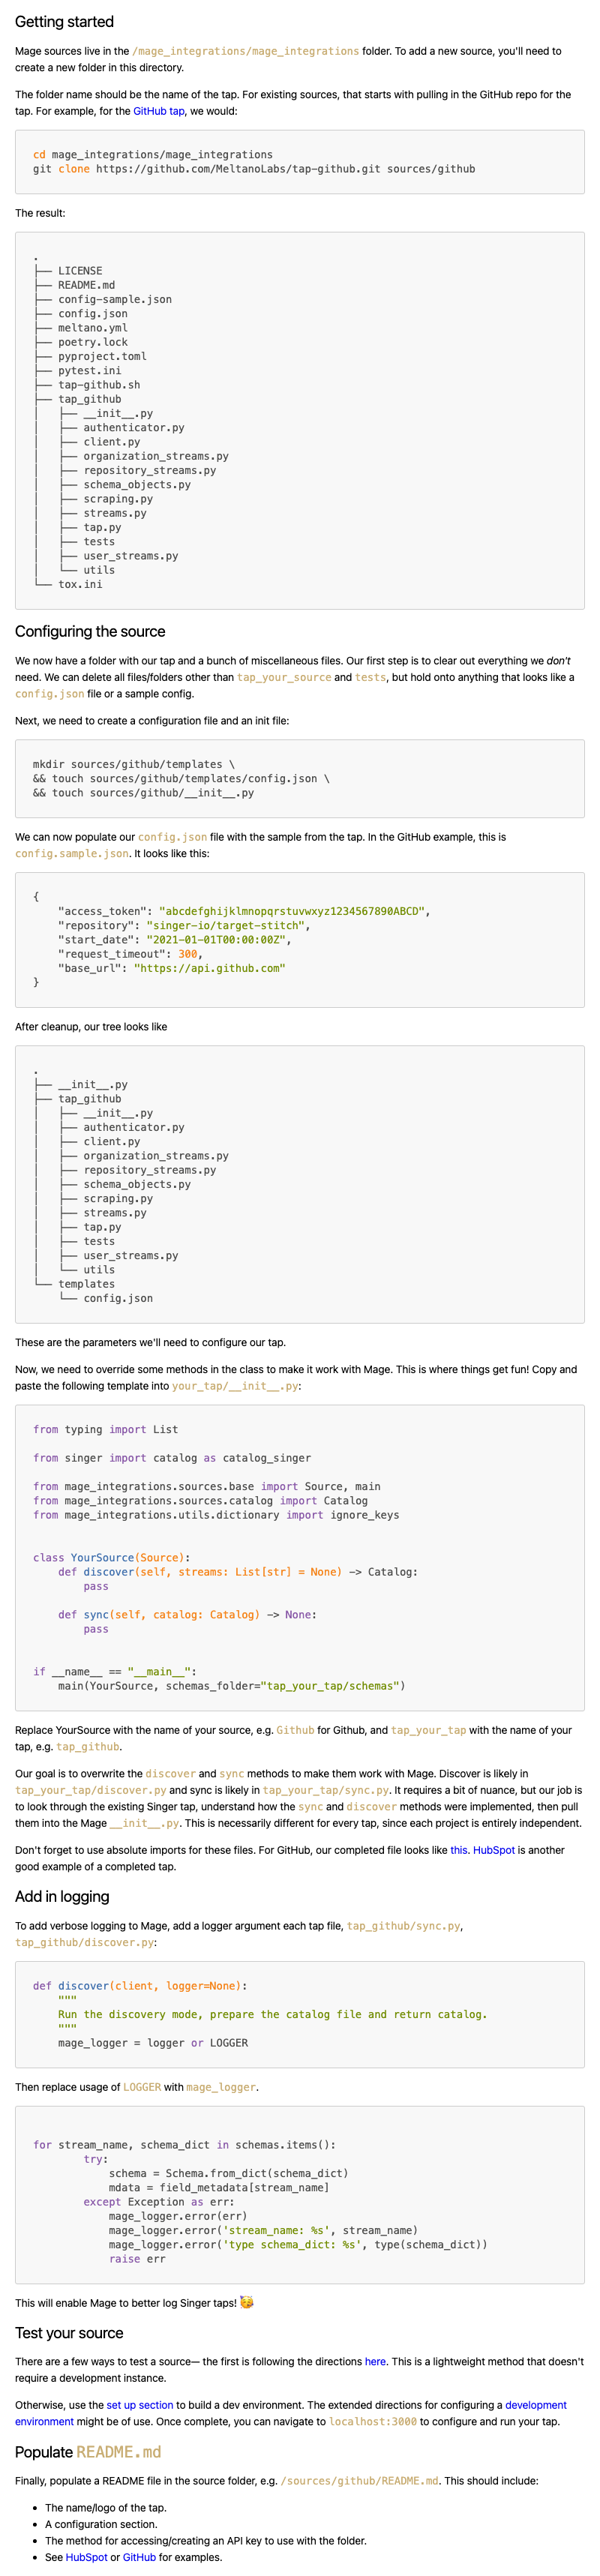 Getting started
Mage sources live in the /mage_integrations/mage_integrations folder. To add a new source, you'll need to
create a new folder in this directory.
The folder name should be the name of the tap. For existing sources, that starts with pulling in the GitHub repo for the
tap. For example, for the GitHub tap, we would:
cd mage_integrations/mage_integrations
git clone https://github.com/MeltanoLabs/tap-github.git sources/github
The result:
.
├── LICENSE
├── README.md
├── config-sample.json
├── config.json
├── meltano.yml
├── poetry.lock
├── pyproject.toml
├── pytest.ini
├── tap-github.sh
├── tap_github
│   ├── __init__.py
│   ├── authenticator.py
│   ├── client.py
│   ├── organization_streams.py
│   ├── repository_streams.py
│   ├── schema_objects.py
│   ├── scraping.py
│   ├── streams.py
│   ├── tap.py
│   ├── tests
│   ├── user_streams.py
│   └── utils
└── tox.ini
Configuring the source
We now have a folder with our tap and a bunch of miscellaneous files. Our first step is to clear out everything we don't
need. We can delete all files/folders other than tap_your_source and tests, but hold onto anything that looks like a
config.json file or a sample config.
Next, we need to create a configuration file and an init file:
mkdir sources/github/templates \
&& touch sources/github/templates/config.json \
&& touch sources/github/__init__.py
We can now populate our config.json file with the sample from the tap. In the GitHub example, this is
config.sample.json. It looks like this:
{
    "access_token": "abcdefghijklmnopqrstuvwxyz1234567890ABCD",
    "repository": "singer-io/target-stitch",
    "start_date": "2021-01-01T00:00:00Z",
    "request_timeout": 300,
    "base_url": "https://api.github.com"
}
After cleanup, our tree looks like
.
├── __init__.py
├── tap_github
│   ├── __init__.py
│   ├── authenticator.py
│   ├── client.py
│   ├── organization_streams.py
│   ├── repository_streams.py
│   ├── schema_objects.py
│   ├── scraping.py
│   ├── streams.py
│   ├── tap.py
│   ├── tests
│   ├── user_streams.py
│   └── utils
└── templates
    └── config.json
These are the parameters we'll need to configure our tap.
Now, we need to override some methods in the class to make it work with Mage. This is where things get fun! Copy and
paste the following template into your_tap/__init__.py:
from typing import List
from singer import catalog as catalog_singer
from mage_integrations.sources.base import Source, main
from mage_integrations.sources.catalog import Catalog
from mage_integrations.utils.dictionary import ignore_keys
class YourSource(Source):
    def discover(self, streams: List[str] = None) -> Catalog:
        pass
    def sync(self, catalog: Catalog) -> None:
        pass
if __name__ == "__main__":
    main(YourSource, schemas_folder="tap_your_tap/schemas")
Replace YourSource with the name of your source, e.g. Github for Github, and tap_your_tap with the name of your
tap, e.g. tap_github.
Our goal is to overwrite the discover and sync methods to make them work with Mage. Discover is likely in
tap_your_tap/discover.py and sync is likely in tap_your_tap/sync.py. It requires a bit of nuance, but our job is
to look through the existing Singer tap, understand how the sync and discover methods were implemented, then pull
them into the Mage __init__.py. This is necessarily different for every tap, since each project is entirely independent.
Don't forget to use absolute imports for these files. For GitHub, our completed file looks like this. HubSpot is another
good example of a completed tap.
Add in logging
To add verbose logging to Mage, add a logger argument each tap file, tap_github/sync.py,
tap_github/discover.py:
def discover(client, logger=None):
    """
    Run the discovery mode, prepare the catalog file and return catalog.
    """
    mage_logger = logger or LOGGER
Then replace usage of LOGGER with mage_logger.
for stream_name, schema_dict in schemas.items():
        try:
            schema = Schema.from_dict(schema_dict)
            mdata = field_metadata[stream_name]
        except Exception as err:
            mage_logger.error(err)
            mage_logger.error('stream_name: %s', stream_name)
            mage_logger.error('type schema_dict: %s', type(schema_dict))
            raise err
This will enable Mage to better log Singer taps! 🥳
Test your source
There are a few ways to test a source— the first is following the directions here. This is a lightweight method that doesn't
require a development instance.
Otherwise, use the set up section to build a dev environment. The extended directions for configuring a development
environment might be of use. Once complete, you can navigate to localhost:3000 to configure and run your tap.
Populate README.md
Finally, populate a README file in the source folder, e.g. /sources/github/README.md. This should include:
• The name/logo of the tap.
• A configuration section.
• The method for accessing/creating an API key to use with the folder.
• See HubSpot or GitHub for examples.